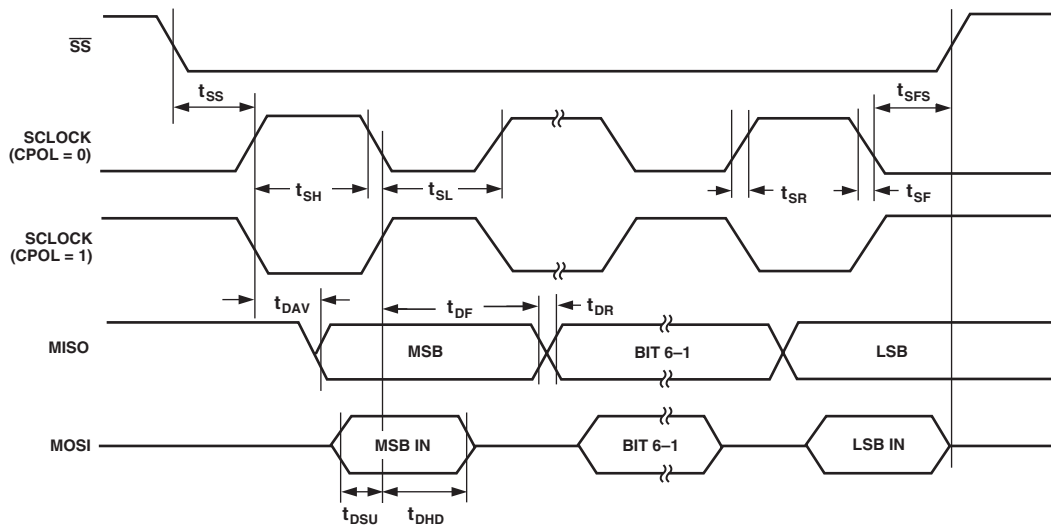 SS
tSS
tSFS
SCLOCK
(CPOL = 0)
tSH
tSL
tSR
tSF
SCLOCK
(CPOL = 1)
tDAV
tDF
tDR
MISO
MSB
BIT 6–1
LSB
MOSI
MSB IN
BIT 6–1
LSB IN
tDSU
tDHD